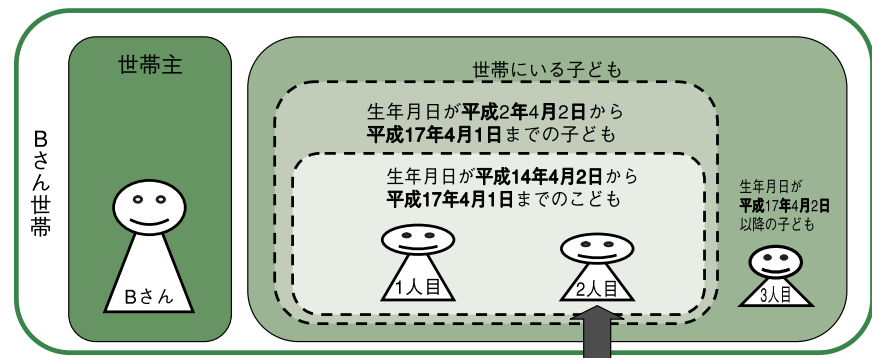 Bさん世帯
世帯主
Bさん
世帯にいる子ども
生年月日が平成2年4月2日から
平成17年4月1日までの子ども
生年月日が平成14年4月2日から
平成17年4月1日までのこども
1人目
2人目
生年月日が
平成17年4月2日
以降の子ども
3人目